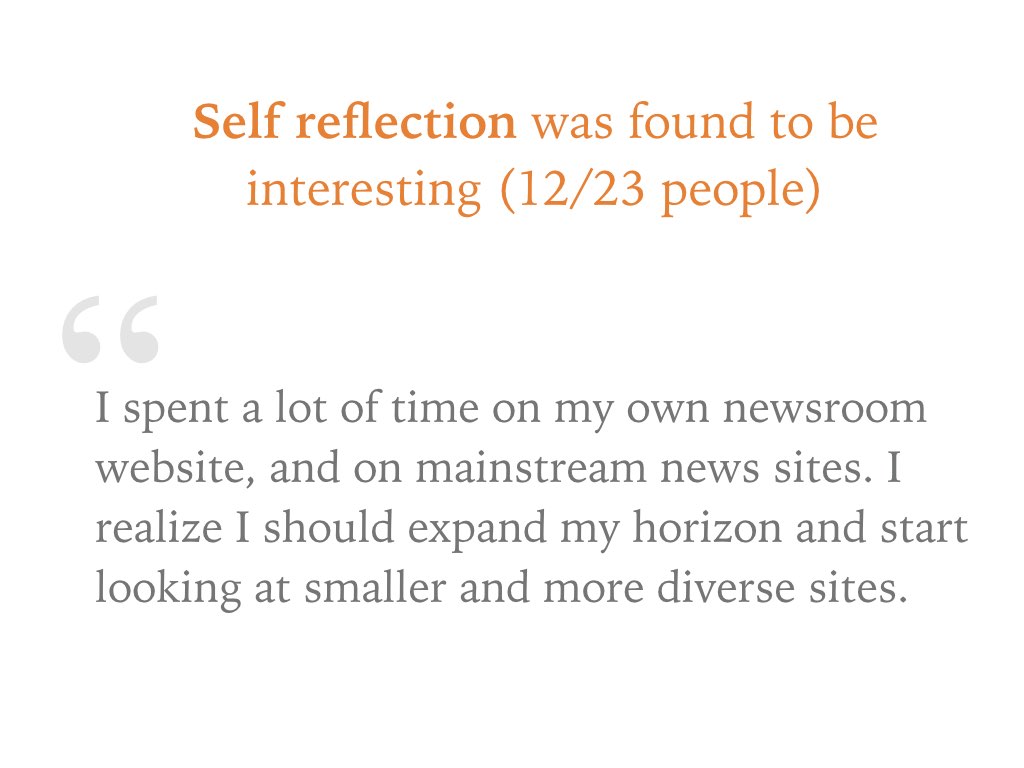 Self reflection was found to be
interesting (12/23 people)
“
I spent a lot of time on my own newsroom
website, and on mainstream news sites. I
realize I should expand my horizon and start
looking at smaller and more diverse sites.